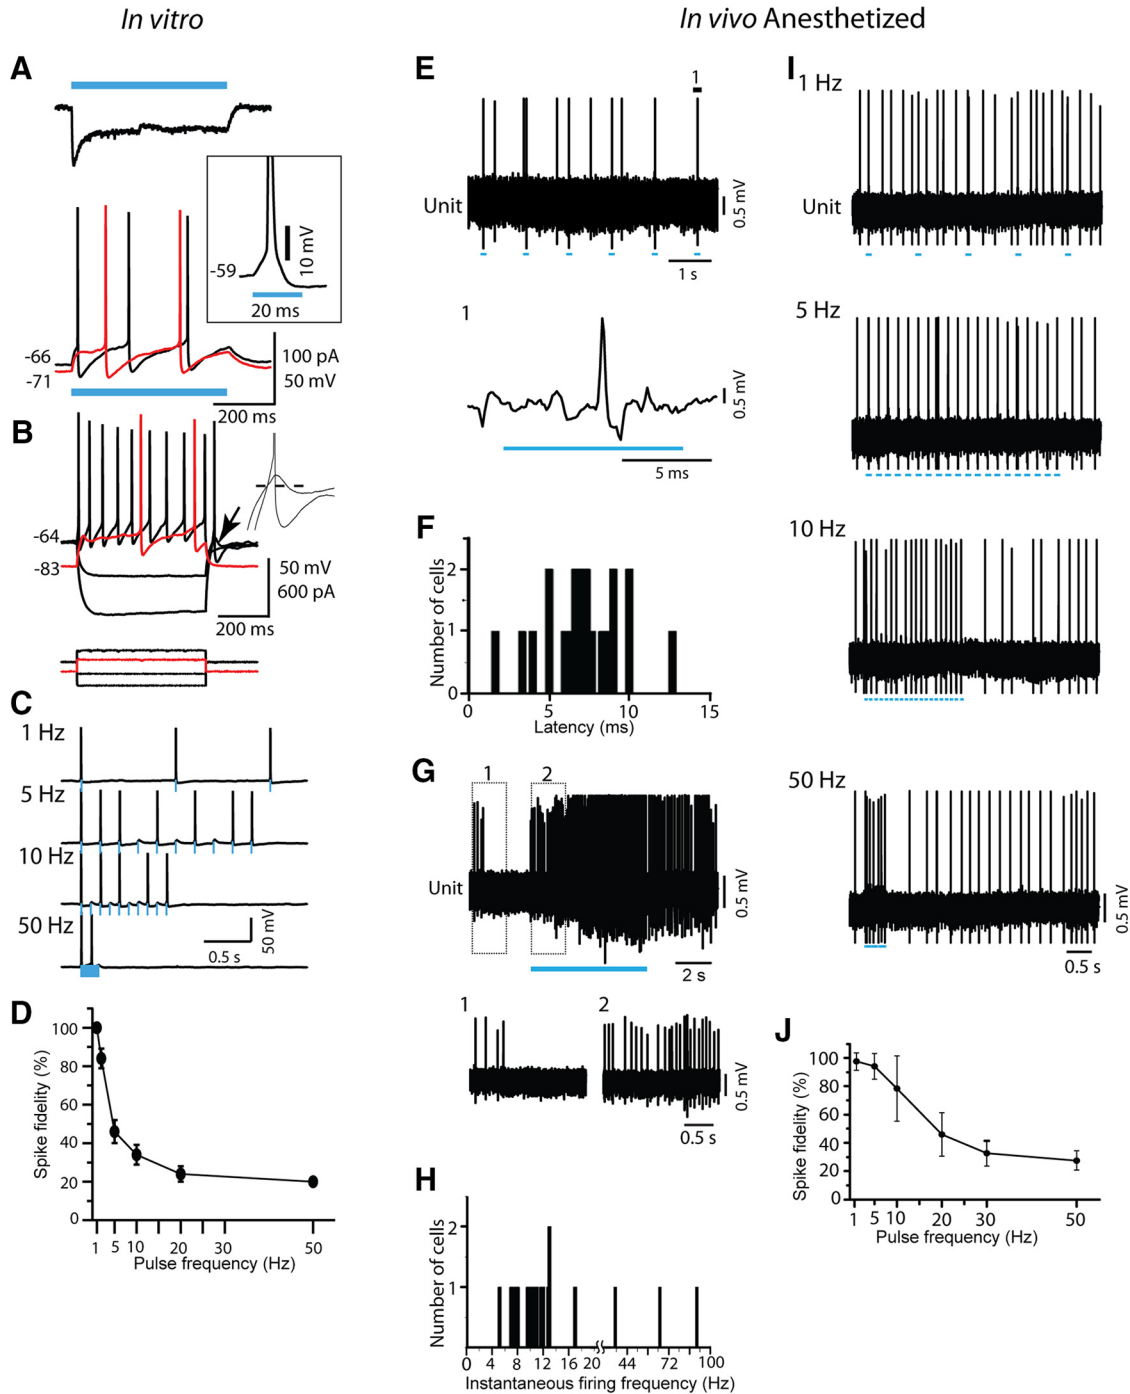 In vitro
In vivo Anesthetized
A
-59
10 mV
20 ms
-66
-71
100 pA
50 mV
200 ms
B
-64
-83
50 mV
600 pA
200 ms
C
1 Hz
5 Hz
10 Hz
50 Hz
0.5 s
50 mV
D
Spike fidelity (%)
100
80
60
40
20
0
1 5 10 20 30 50
Pulse frequency (Hz)
E
1
Unit
0.5 mV
1 s
1
0.5 mV
5 ms
F
Number of cells
2
1
0
0 5 10 15
Latency (ms)
G
1 2
Unit
0.5 mV
2 s
1 2
0.5 mV
0.5 s
H
Number of cells
2
1
0 4 8 12 16 20 44 72 100
Instantaneous firing frequency (Hz)
I
1 Hz
Unit
5 Hz
10 Hz
50 Hz
0.5 mV
0.5 s
J
Spike fidelity (%)
100
80
60
40
20
0
1 5 10 20 30 50
Pulse frequency (Hz)